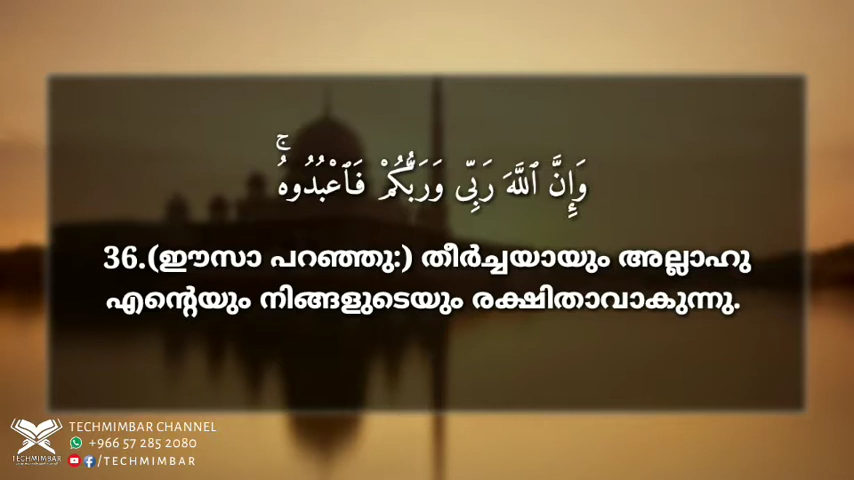 وَإِنَّ ٱللَّهَ رَبِّى وَرَبُّكُمْ فَٱعْبُدُوهُ ۚ
36.(ഈസാ പറഞ്ഞു:) തീർച്ചയായും അല്ലാഹു
എന്റെയും നിങ്ങളുടെയും രക്ഷിതാവാകുന്നു.
TECHMIMBAR CHANNEL
+966 57 285 2080
/TECHMIMBAR
TECHMIMBAR